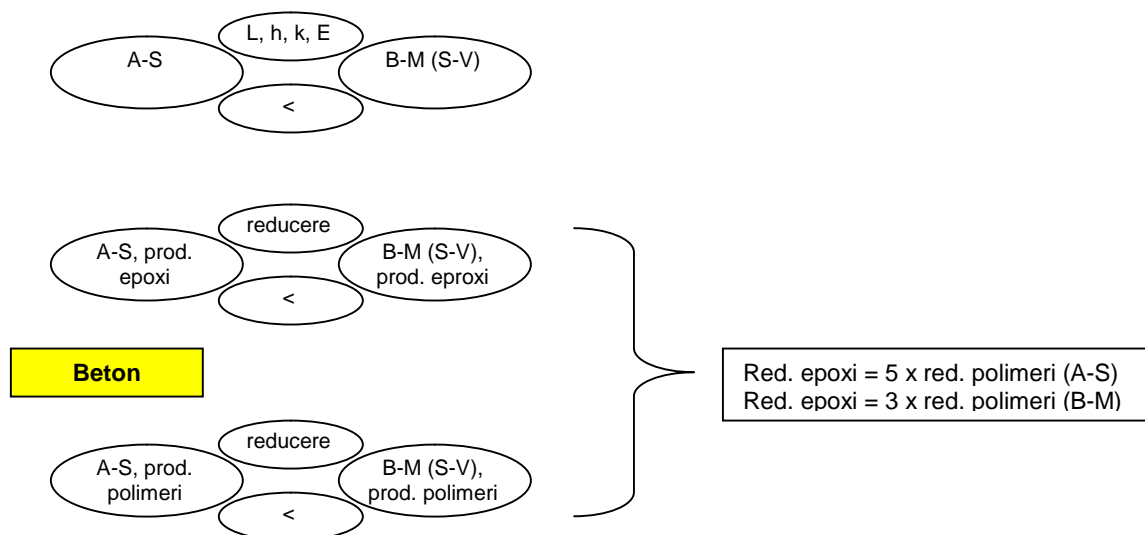 L, h, k, E
A-S
B-M (S-V)
<
reducere
A-S, prod.
epoxi
B-M (S-V),
prod. eproxi
<
Beton
Red. epoxi = 5 x red. polimeri (A-S)
Red. epoxi = 3 x red. polimeri (B-M)
reducere
A-S, prod.
polimeri
B-M (S-V),
prod. polimeri
<